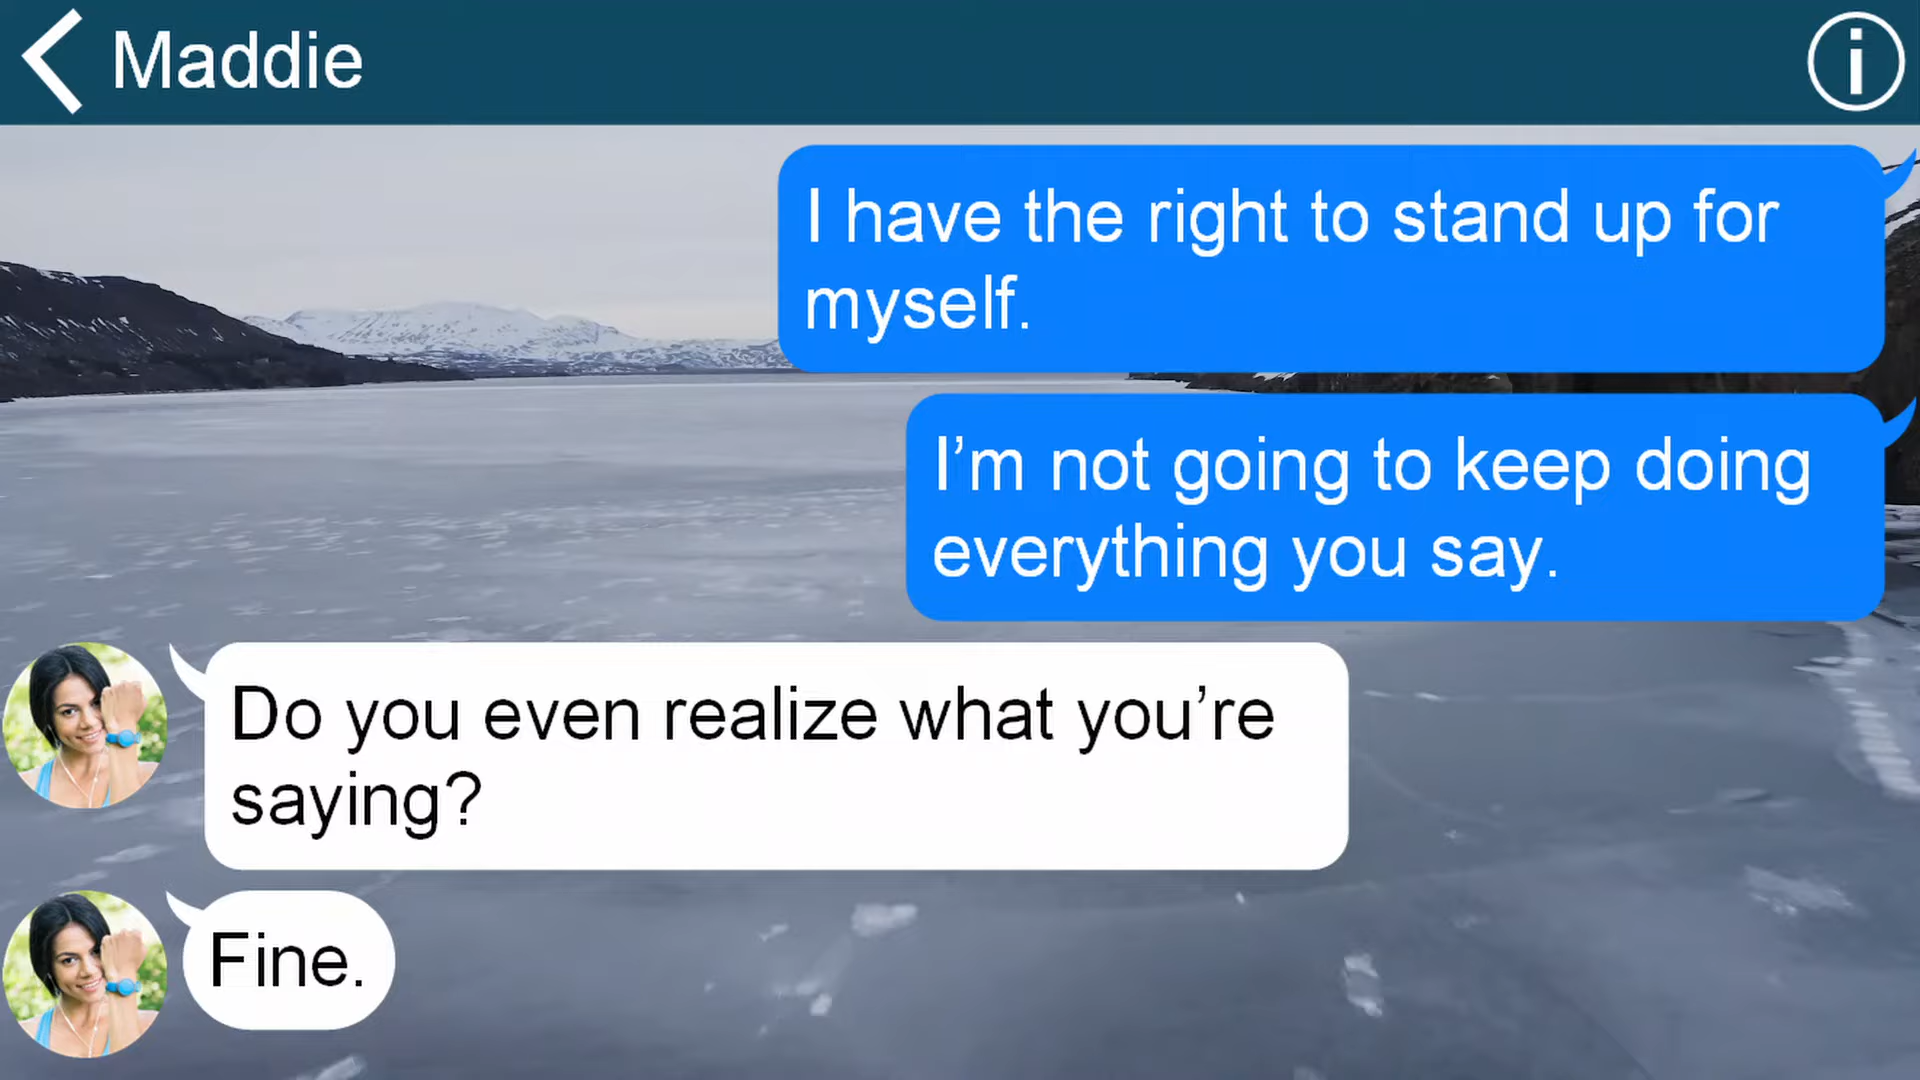 Maddie
I have the right to stand up for
myself.
I’m not going to keep doing
everything you say.
Do you even realize what you’re
saying?
Fine.